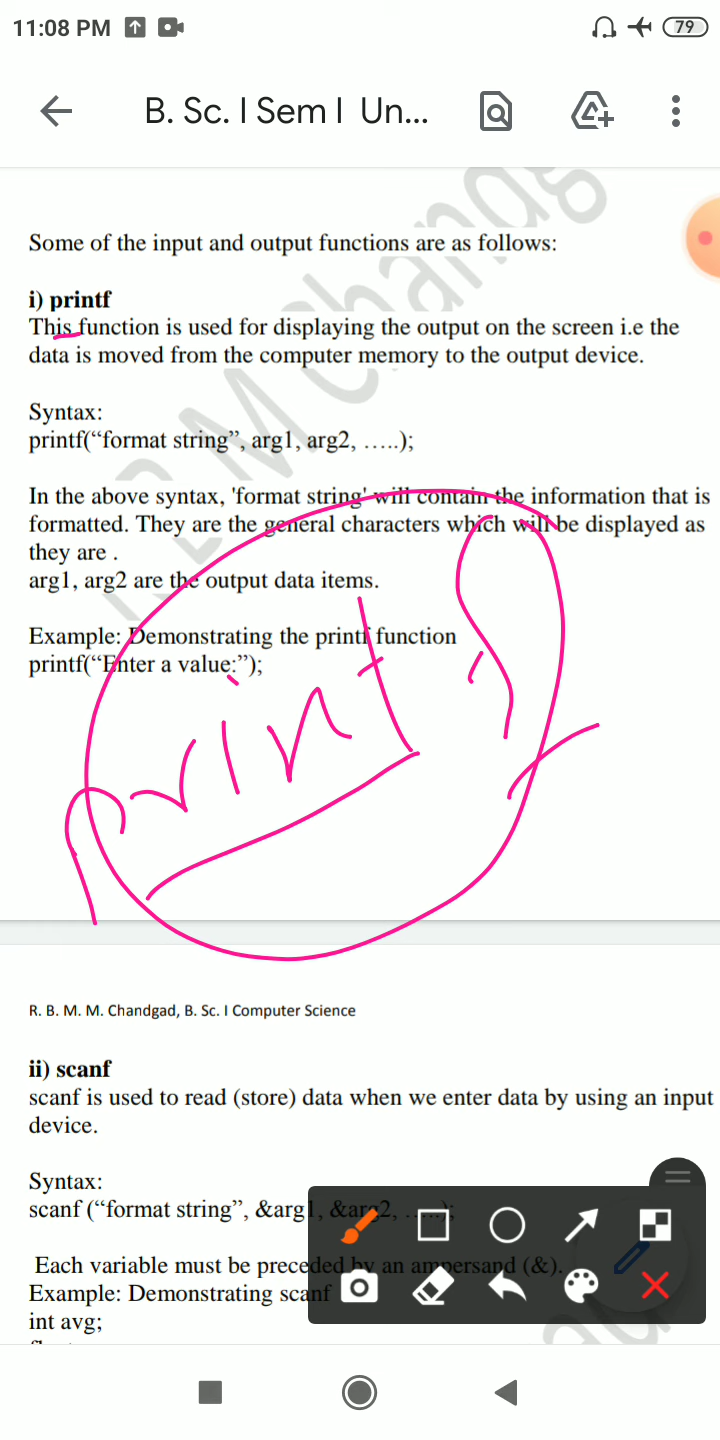 11:08 PM
79
B. Sc. I Sem I Un...
Some of the input and output functions are as follows:
i) printf
This function is used for displaying the output on the screen i.e the
data is moved from the computer memory to the output device.
Syntax:
printf(“format string”, arg1, arg2, …..);
In the above syntax, 'format string' will contain the information that is
formatted. They are the general characters which will be displayed as
they are .
arg1, arg2 are the output data items.
Example: Demonstrating the printf function
printf(“Enter a value:”);
printf
R. B. M. M. Chandgad, B. Sc. I Computer Science
ii) scanf
scanf is used to read (store) data when we enter data by using an input
device.
Syntax:
scanf (“format string”, &arg1, &arg2, …..);
Each variable must be preceded by an ampersand (&).
Example: Demonstrating scanf
int avg;